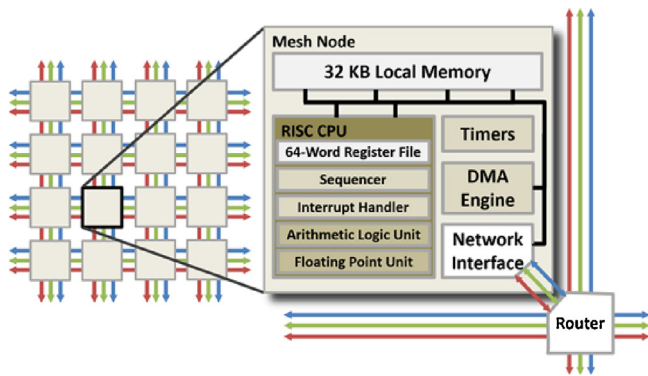 Mesh Node
32 KB Local Memory
RISC CPU
64-Word Register File
Sequencer
Interrupt Handler
Arithmetic Logic Unit
Floating Point Unit
Timers
DMA
Engine
Network
Interface
Router